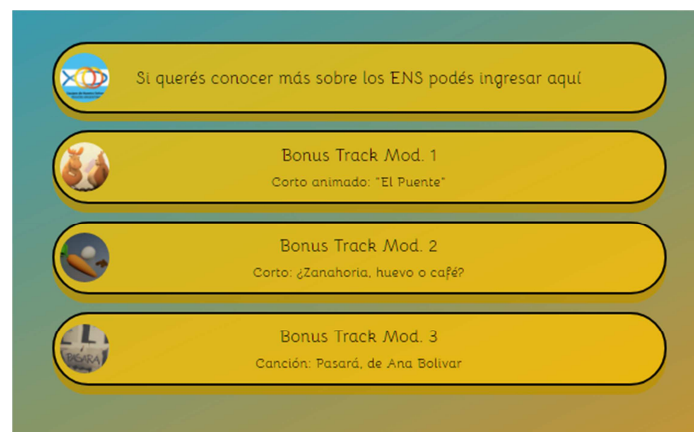 Si querés conocer más sobre los ENS podés ingresar aquí
Bonus Track Mod. 1
Corto animado: "El Puente"
Bonus Track Mod. 2
Corto: ¿Zanahoria, huevo o café?
Bonus Track Mod. 3
Canción: Pasará, de Ana Bolivar
PASARA